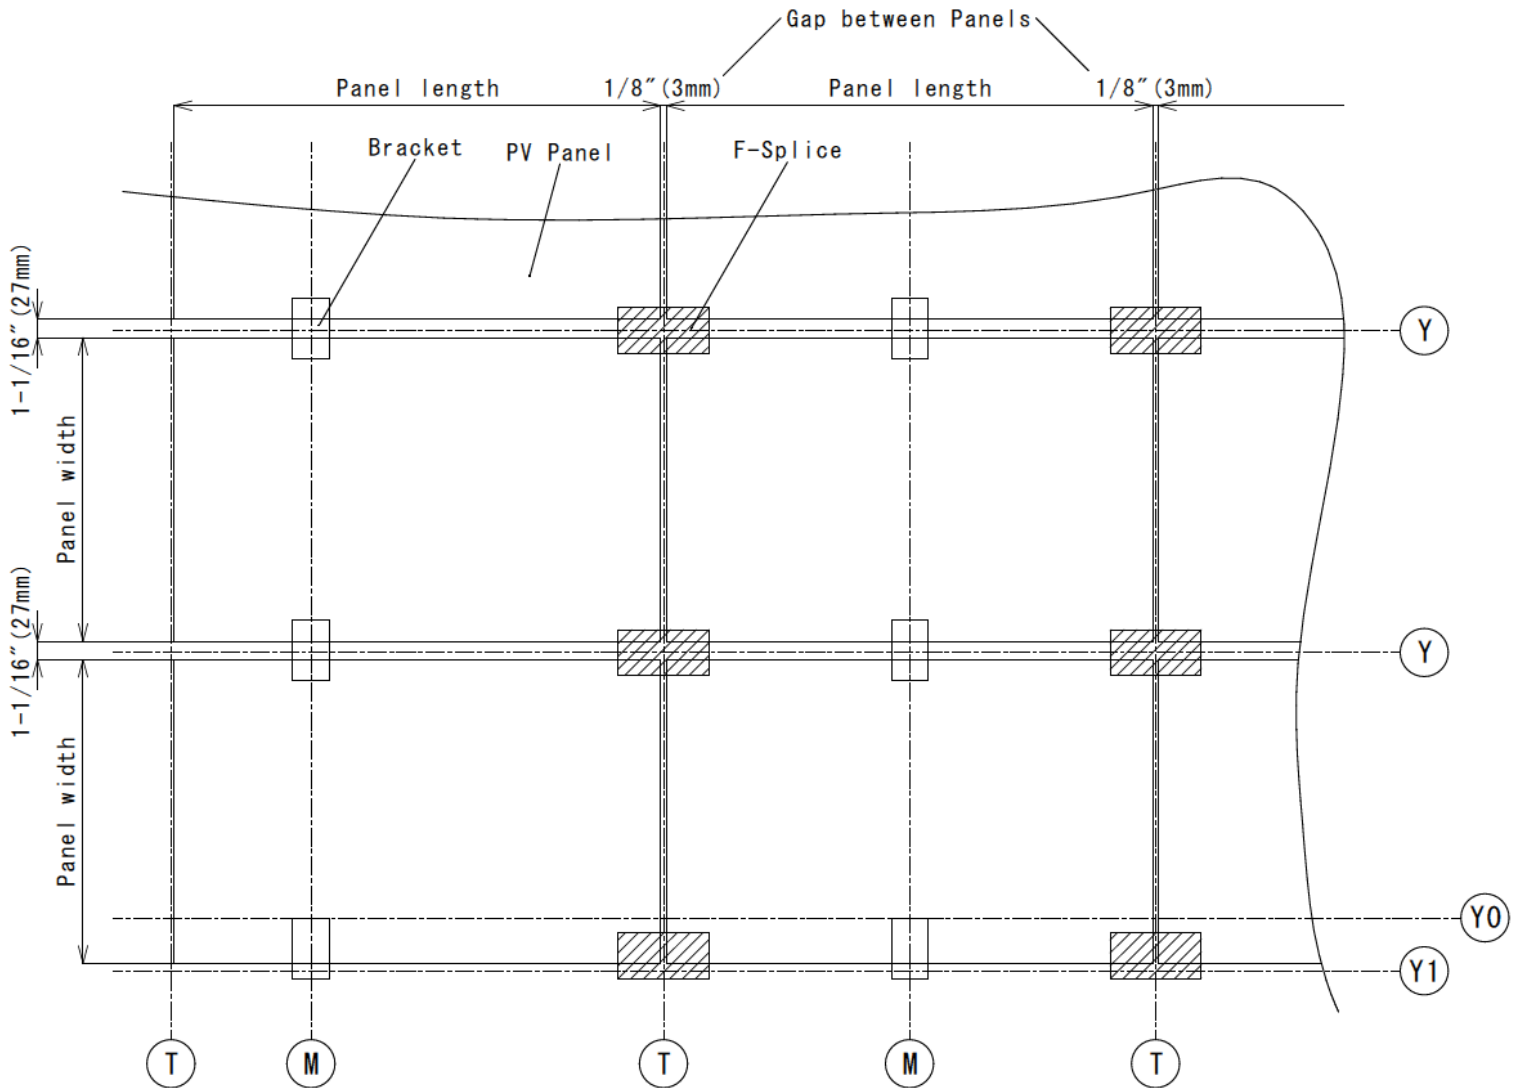 Gap between Panels
Panel length
1/8"(3mm)
Panel length
1/8"(3mm)
Bracket
PV Panel
F-Splice
1-1/16"(27mm)
Y
Panel width
1-1/16"(27mm)
Y
Panel width
Y0
Y1
T
M
T
M
T